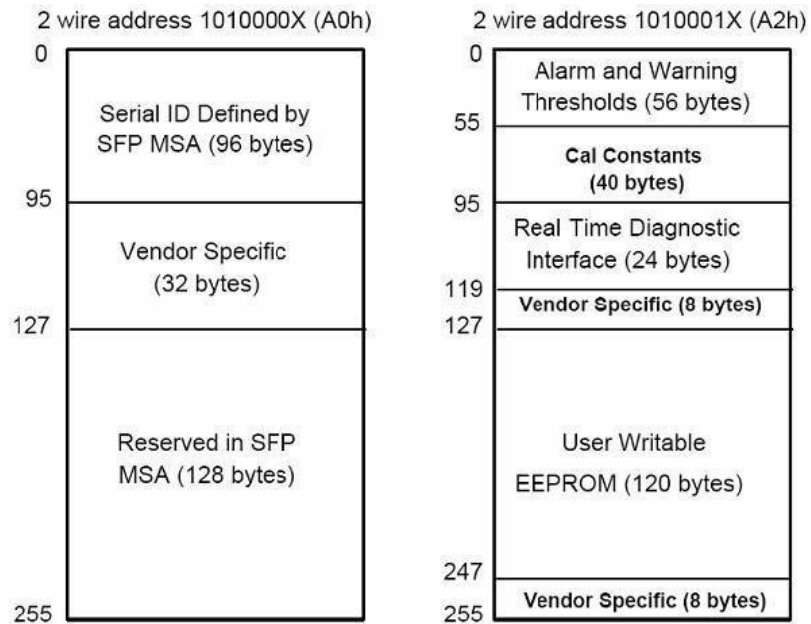 2 wire address 1010000X (A0h)
0
Serial ID Defined by
SFP MSA (96 bytes)
95
Vendor Specific
(32 bytes)
127
Reserved in SFP
MSA (128 bytes)
255
2 wire address 1010001X (A2h)
0
Alarm and Warning
Thresholds (56 bytes)
55
Cal Constants
(40 bytes)
95
Real Time Diagnostic
Interface (24 bytes)
119
Vendor Specific (8 bytes)
127
User Writable
EEPROM (120 bytes)
247
Vendor Specific (8 bytes)
255